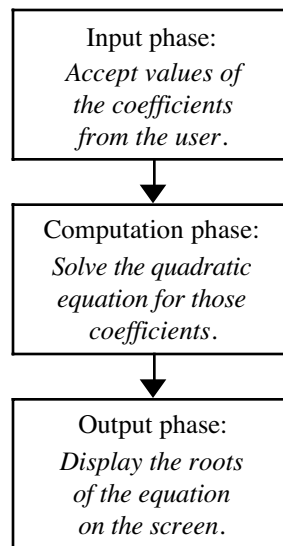 Input phase:
Accept values of
the coefficients
from the user.
Computation phase:
Solve the quadratic
equation for those
coefficients.
Output phase:
Display the roots
of the equation
on the screen.